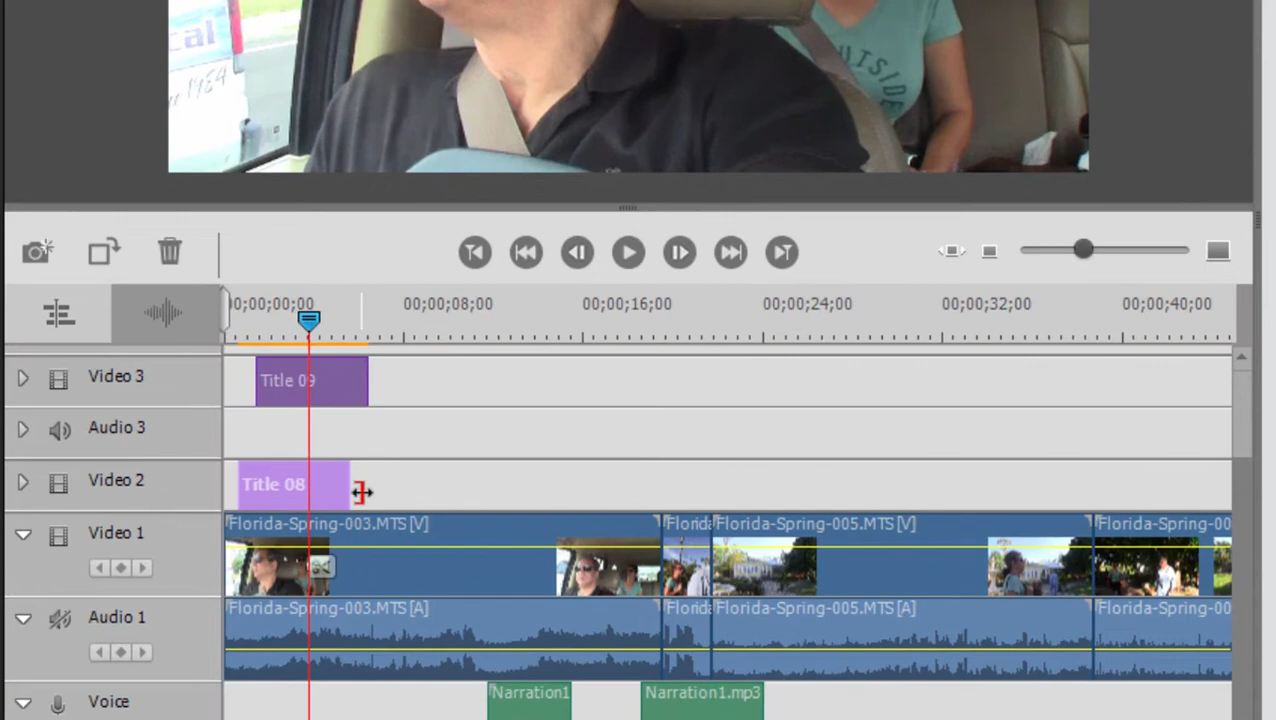 cal
1984
OUTSIDE
00;00;00;00 00;00;08;00 00;00;16;00 00;00;24;00 00;00;32;00 00;00;40;00
Video 3
Title 09
Audio 3
Video 2
Title 08
Video 1
Florida-Spring-003.MTS[V] Florida Florida-Spring-005.MTS[V] Florida-Spring-00
Audio 1
Florida-Spring-003.MTS[A] Florida Florida-Spring-005.MTS[A] Florida-Spring-00
Voice
Narration1 Narration1.mp3